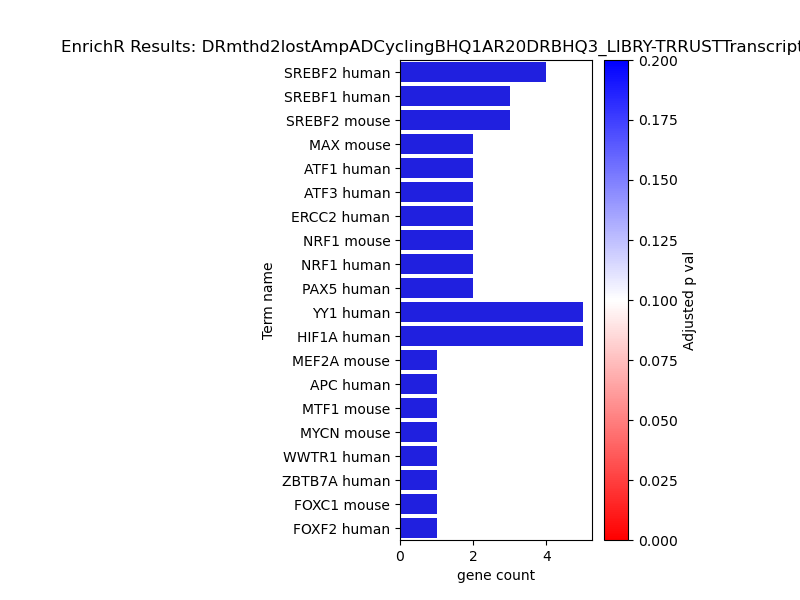 EnrichR Results: DRmthd2lostAmpADCyclingBHQ1AR20DRBHQ3_LIBRY-TRRUSTTranscript
SREBF2 human
SREBF1 human
SREBF2 mouse
MAX mouse
ATF1 human
ATF3 human
ERCC2 human
NRF1 mouse
NRF1 human
PAX5 human
YY1 human
HIF1A human
MEF2A mouse
APC human
MTF1 mouse
MYCN mouse
WWTR1 human
ZBTB7A human
FOXC1 mouse
FOXF2 human
Term name
0 2 4
gene count
0.200
0.175
0.150
0.125
0.100
0.075
0.050
0.025
0.000
Adjusted p val